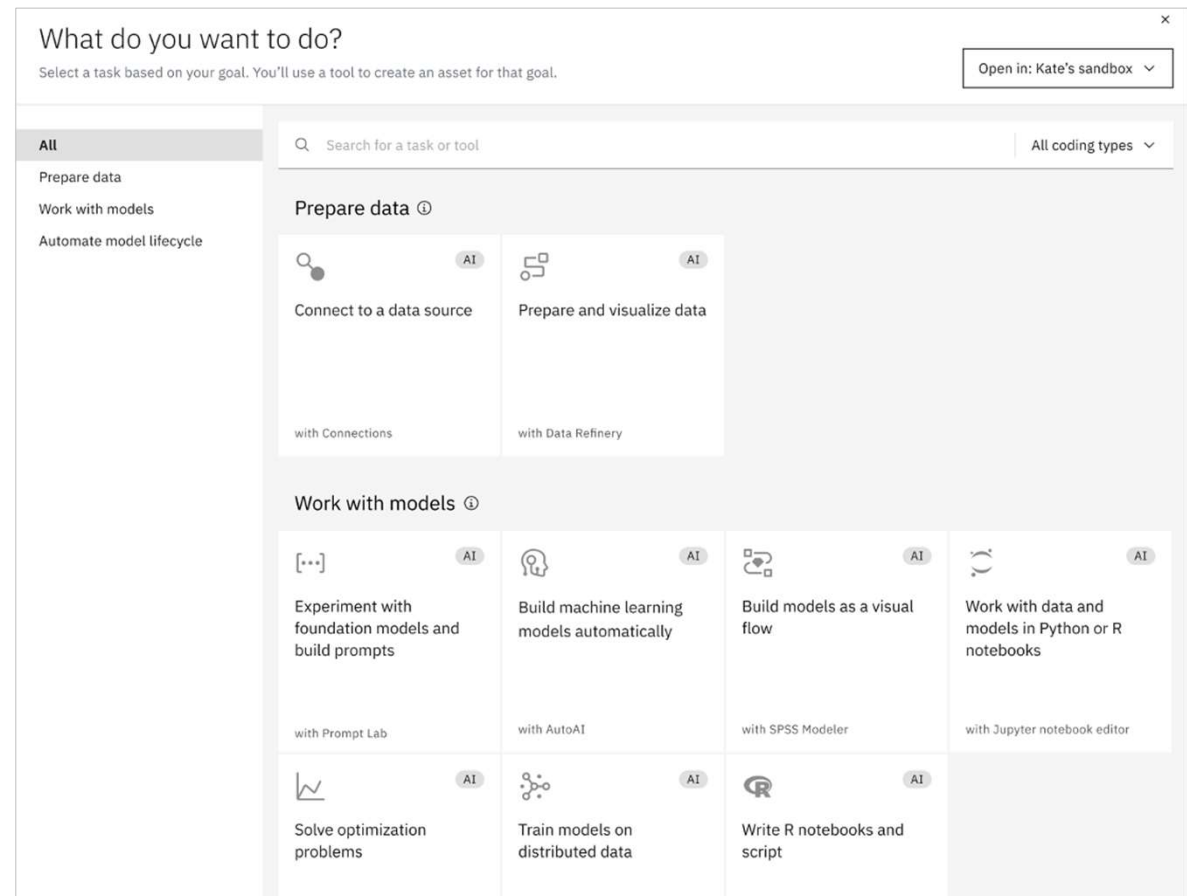 ×
What do you want to do?
Select a task based on your goal. You'll use a tool to create an asset for that goal.
Open in: Kate's sandbox
All
Prepare data
Work with models
Automate model lifecycle
Search for a task or tool
All coding types
Prepare data
AI
Connect to a data source
with Connections
AI
Prepare and visualize data
with Data Refinery
Work with models
[...]
AI
Experiment with
foundation models and
build prompts
with Prompt Lab
AI
Build machine learning
models automatically
with AutoAI
AI
Build models as a visual
flow
with SPSS Modeler
AI
Work with data and
models in Python or R
notebooks
with Jupyter notebook editor
AI
Solve optimization
problems
AI
Train models on
distributed data
R
AI
Write R notebooks and
script